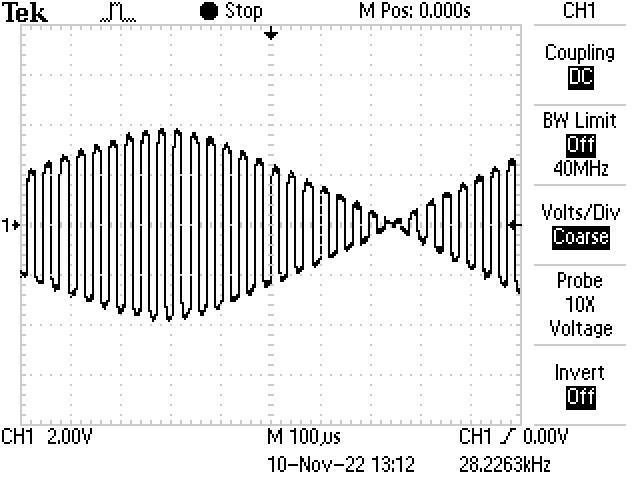 Tek Stop M Pos: 0.000s CH1
Coupling
DC
BW Limit
Off
40MHz
1
Volts/Div
Coarse
Probe
10X
Voltage
Invert
Off
CH1 2.00V M 100µs CH1 0.00V
10-Nov-22 13:12 28.2263kHz